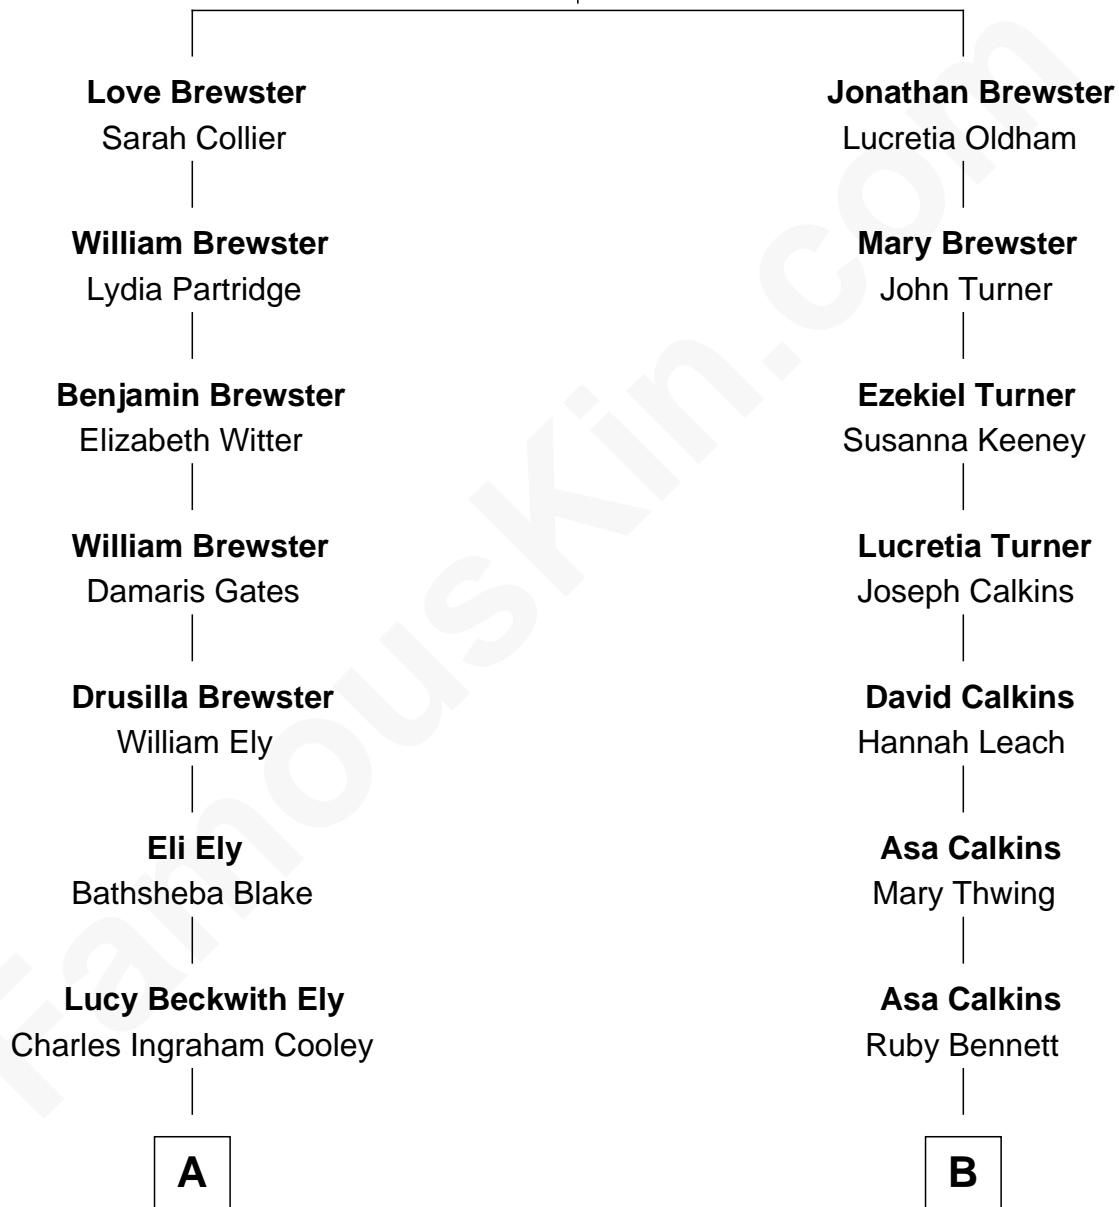 Love Brewster
Sarah Collier
William Brewster
Lydia Partridge
Benjamin Brewster
Elizabeth Witter
William Brewster
Damaris Gates
Drusilla Brewster
William Ely
Eli Ely
Bathsheba Blake
Lucy Beckwith Ely
Charles Ingraham Cooley
A
Jonathan Brewster
Lucretia Oldham
Mary Brewster
John Turner
Ezekiel Turner
Susanna Keeney
Lucretia Turner
Joseph Calkins
David Calkins
Hannah Leach
Asa Calkins
Mary Thwing
Asa Calkins
Ruby Bennett
B
FamousKin.com